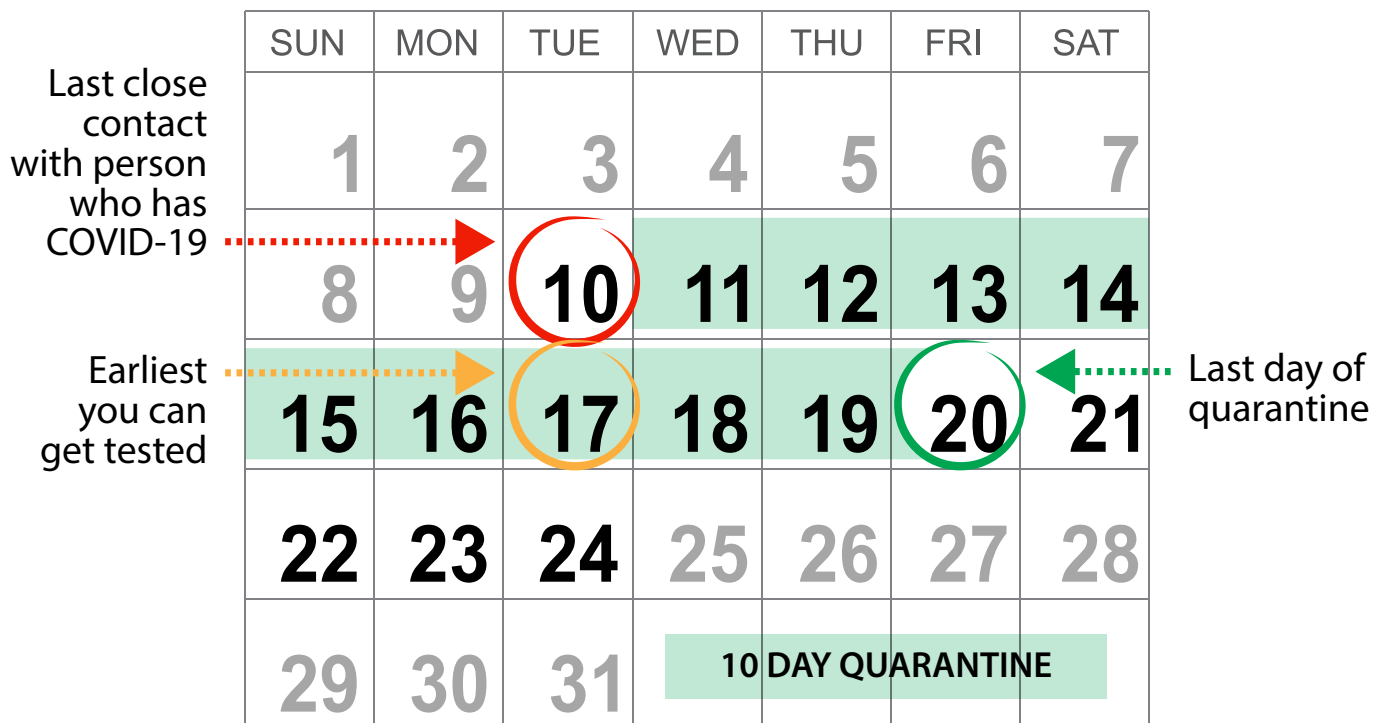 SUN MON TUE WED THU FRI SAT
Last close
contact
with person
who has
COVID-19
1 2 3 4 5 6 7
8 9 10 11 12 13 14
Earliest
you can
get tested
15 16 17 18 19 20 21
Last day of
quarantine
22 23 24 25 26 27 28
29 30 31
10 DAY QUARANTINE